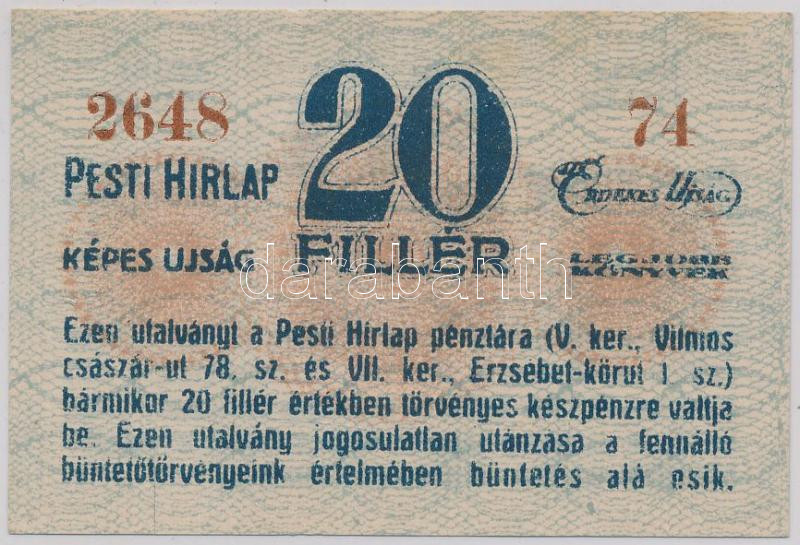 2648
20
74
PESTI HIRLAP
Érdekes Ujság
KÉPES UJSÁG
FILLÉR
LEGJOBB
KÖNYVEK
darabanth
Ezen utalványt a Pesti Hirlap pénztára (V. ker., Vilmos
császár-ut 78. sz. és VII. ker., Erzsébet-körut 1 sz.)
bármikor 20 fillér értékben törvényes készpénzre váltja
be. Ezen utalvány jogosulatlan utánzása a fennálló
büntetőtörvényeink értelmében büntetés alá esik.